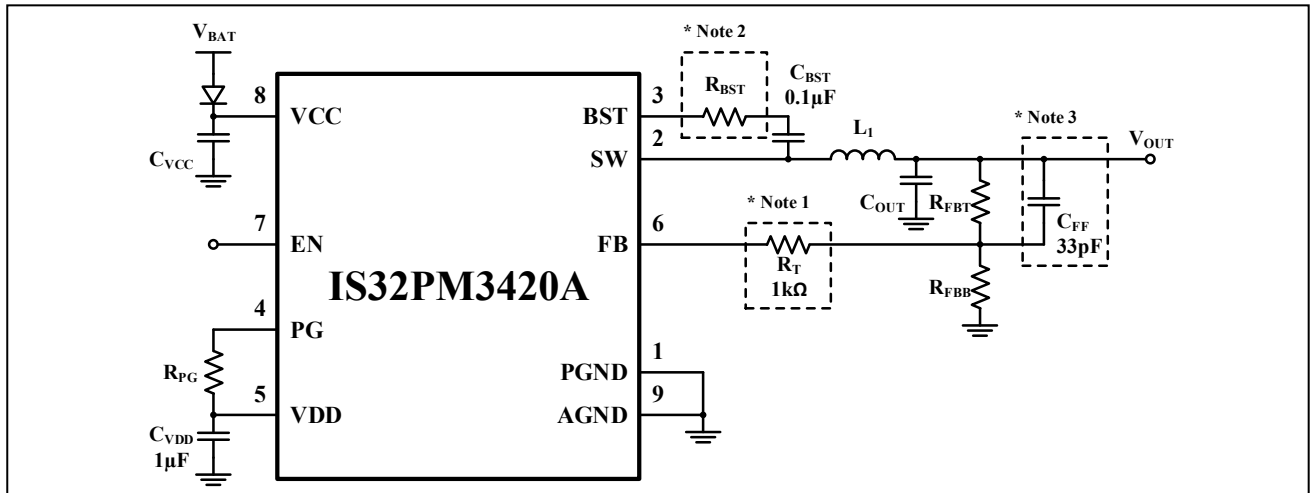 V_BAT
8
VCC
C_VCC
7
EN
4
PG
R_PG
5
VDD
C_VDD
1µF
IS32PM3420A
BST
3
SW
2
FB
6
PGND
1
AGND
9
* Note 2
R_BST
C_BST
0.1µF
L_1
* Note 1
R_T
1kΩ
C_OUT
R_FBT
R_FBB
* Note 3
C_FF
33pF
V_OUT